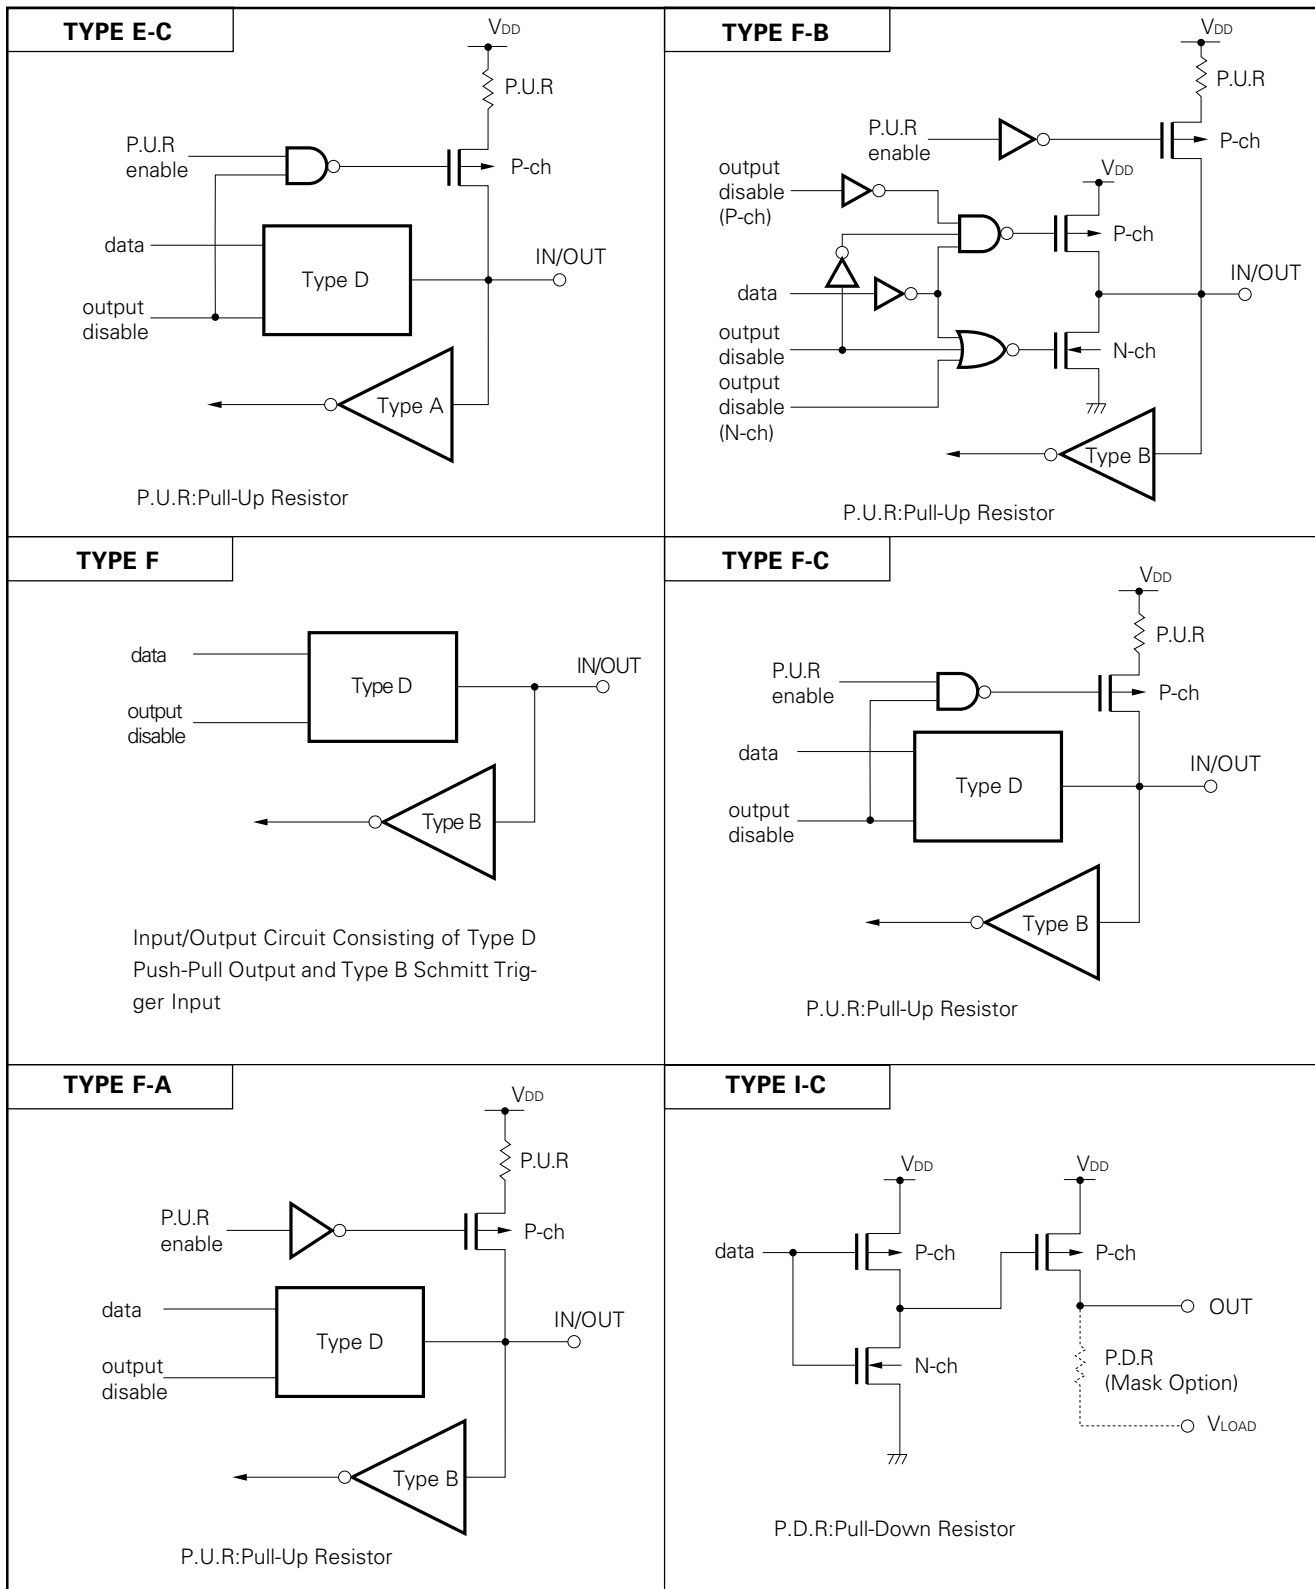 TYPE E-C
VDD
P.U.R
P.U.R
enable
P-ch
data
Type D
IN/OUT
output
disable
Type A
P.U.R:Pull-Up Resistor
TYPE F-B
VDD
P.U.R
P.U.R
enable
P-ch
output
disable
(P-ch)
VDD
P-ch
IN/OUT
data
output
disable
N-ch
output
disable
(N-ch)
Type B
P.U.R:Pull-Up Resistor
TYPE F
data
Type D
IN/OUT
output
disable
Type B
Input/Output Circuit Consisting of Type D
Push-Pull Output and Type B Schmitt Trig-
ger Input
TYPE F-C
VDD
P.U.R
P.U.R
enable
P-ch
data
Type D
IN/OUT
output
disable
Type B
P.U.R:Pull-Up Resistor
TYPE F-A
VDD
P.U.R
P.U.R
enable
P-ch
data
Type D
IN/OUT
output
disable
Type B
P.U.R:Pull-Up Resistor
TYPE I-C
VDD
VDD
data
P-ch
P-ch
OUT
N-ch
P.D.R
(Mask Option)
VLOAD
P.D.R:Pull-Down Resistor